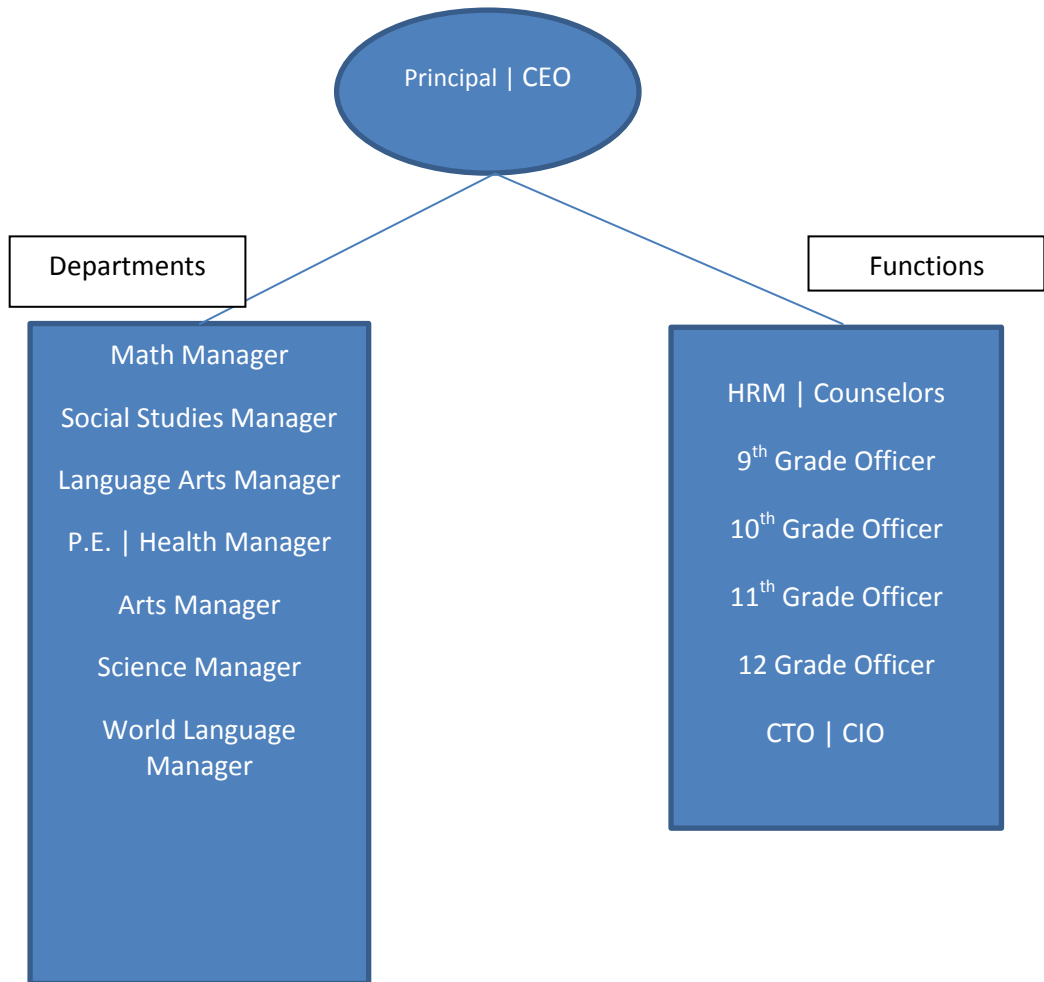 Principal | CEO
Departments
Functions
Math Manager
Social Studies Manager
Language Arts Manager
P.E. | Health Manager
Arts Manager
Science Manager
World Language
Manager
HRM | Counselors
9th Grade Officer
10th Grade Officer
11th Grade Officer
12 Grade Officer
CTO | CIO